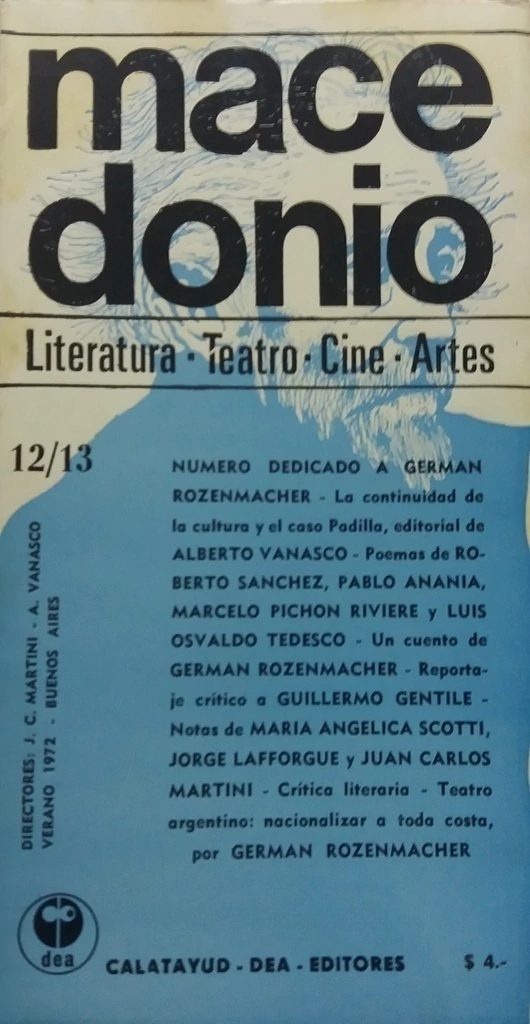 mace
donio
Literatura · Teatro · Cine · Artes
12/13
NUMERO DEDICADO A GERMAN
ROZENMACHER - La continuidad de
la cultura y el caso Padilla, editorial de
ALBERTO VANASCO - Poemas de RO-
BERTO SANCHEZ, PABLO ANANIA,
MARCELO PICHON RIVIERE y LUIS
OSVALDO TEDESCO - Un cuento de
GERMAN ROZENMACHER - Reporta-
je crítico a GUILLERMO GENTILE -
Notas de MARIA ANGELICA SCOTTI,
JORGE LAFFORGUE y JUAN CARLOS
MARTINI - Crítica literaria - Teatro
argentino: nacionalizar a toda costa,
por GERMAN ROZENMACHER
DIRECTORES: J. C. MARTINI - A. VANASCO
VERANO 1972 - BUENOS AIRES
dea
CALATAYUD - DEA - EDITORES
$ 4.-